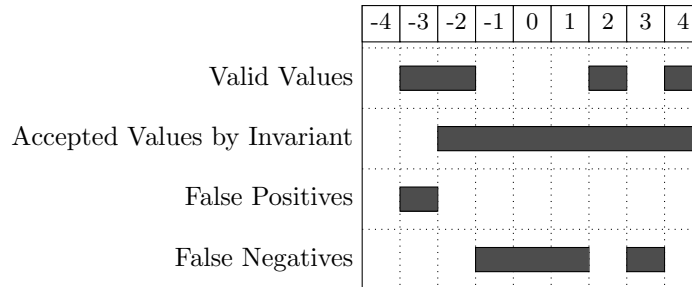 -4 -3 -2 -1 0 1 2 3 4
Valid Values
Accepted Values by Invariant
False Positives
False Negatives